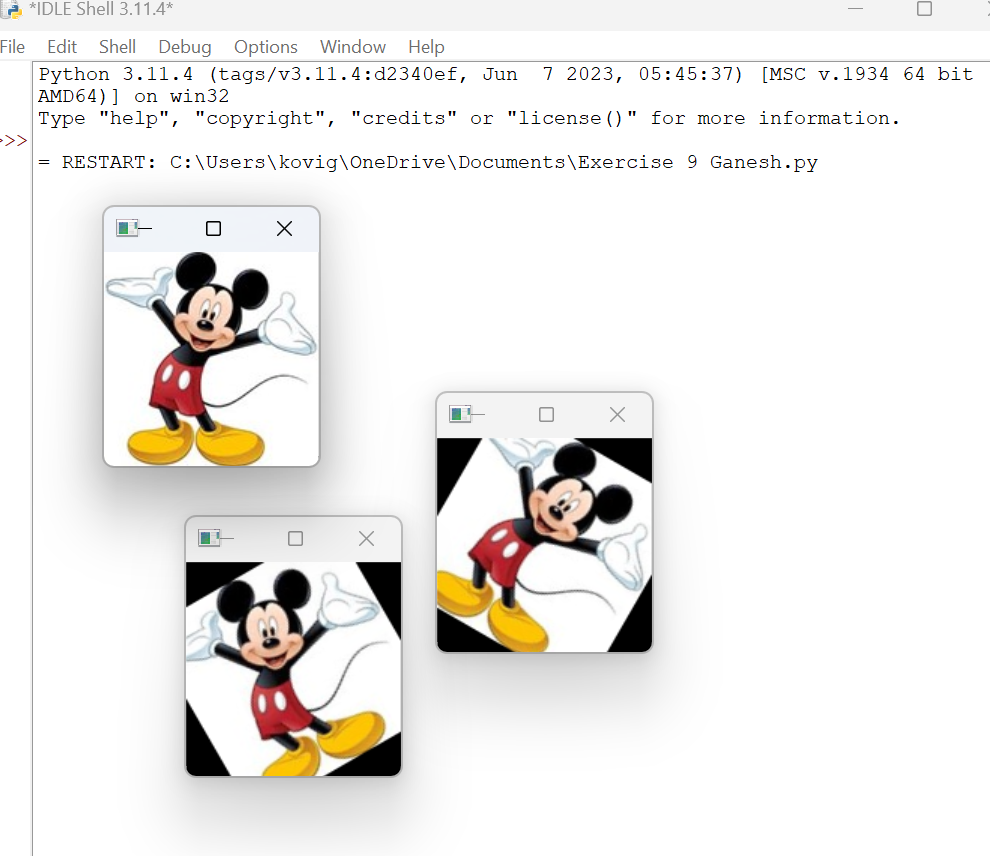 *IDLE Shell 3.11.4*
File Edit Shell Debug Options Window Help
Python 3.11.4 (tags/v3.11.4:d2340ef, Jun  7 2023, 05:45:37) [MSC v.1934 64 bit
AMD64)] on win32
Type "help", "copyright", "credits" or "license()" for more information.
>>>
= RESTART: C:\Users\kovig\OneDrive\Documents\Exercise 9 Ganesh.py